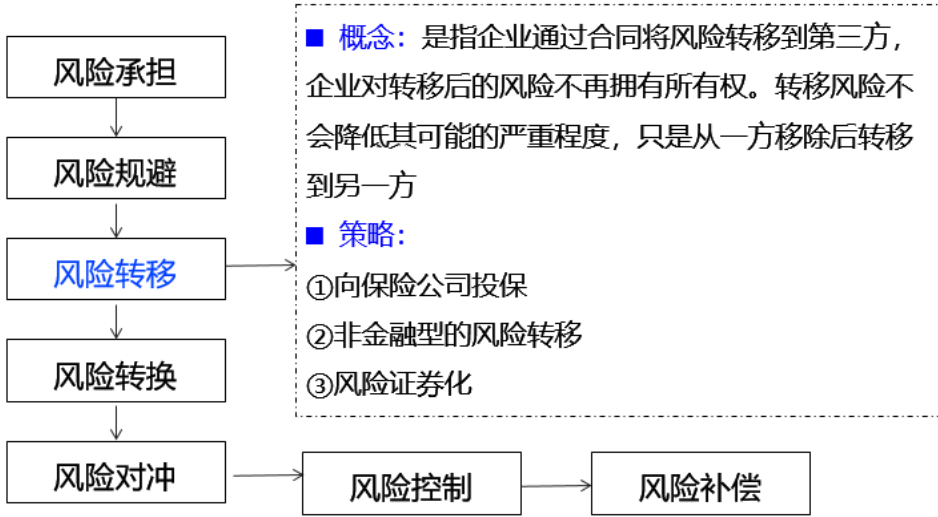 风险承担
风险规避
风险转移
■ 概念：是指企业通过合同将风险转移到第三方，
企业对转移后的风险不再拥有所有权。转移风险不
会降低其可能的严重程度，只是从一方移除后转移
到另一方
■ 策略：
①向保险公司投保
②非金融型的风险转移
③风险证券化
风险转换
风险对冲
风险控制
风险补偿